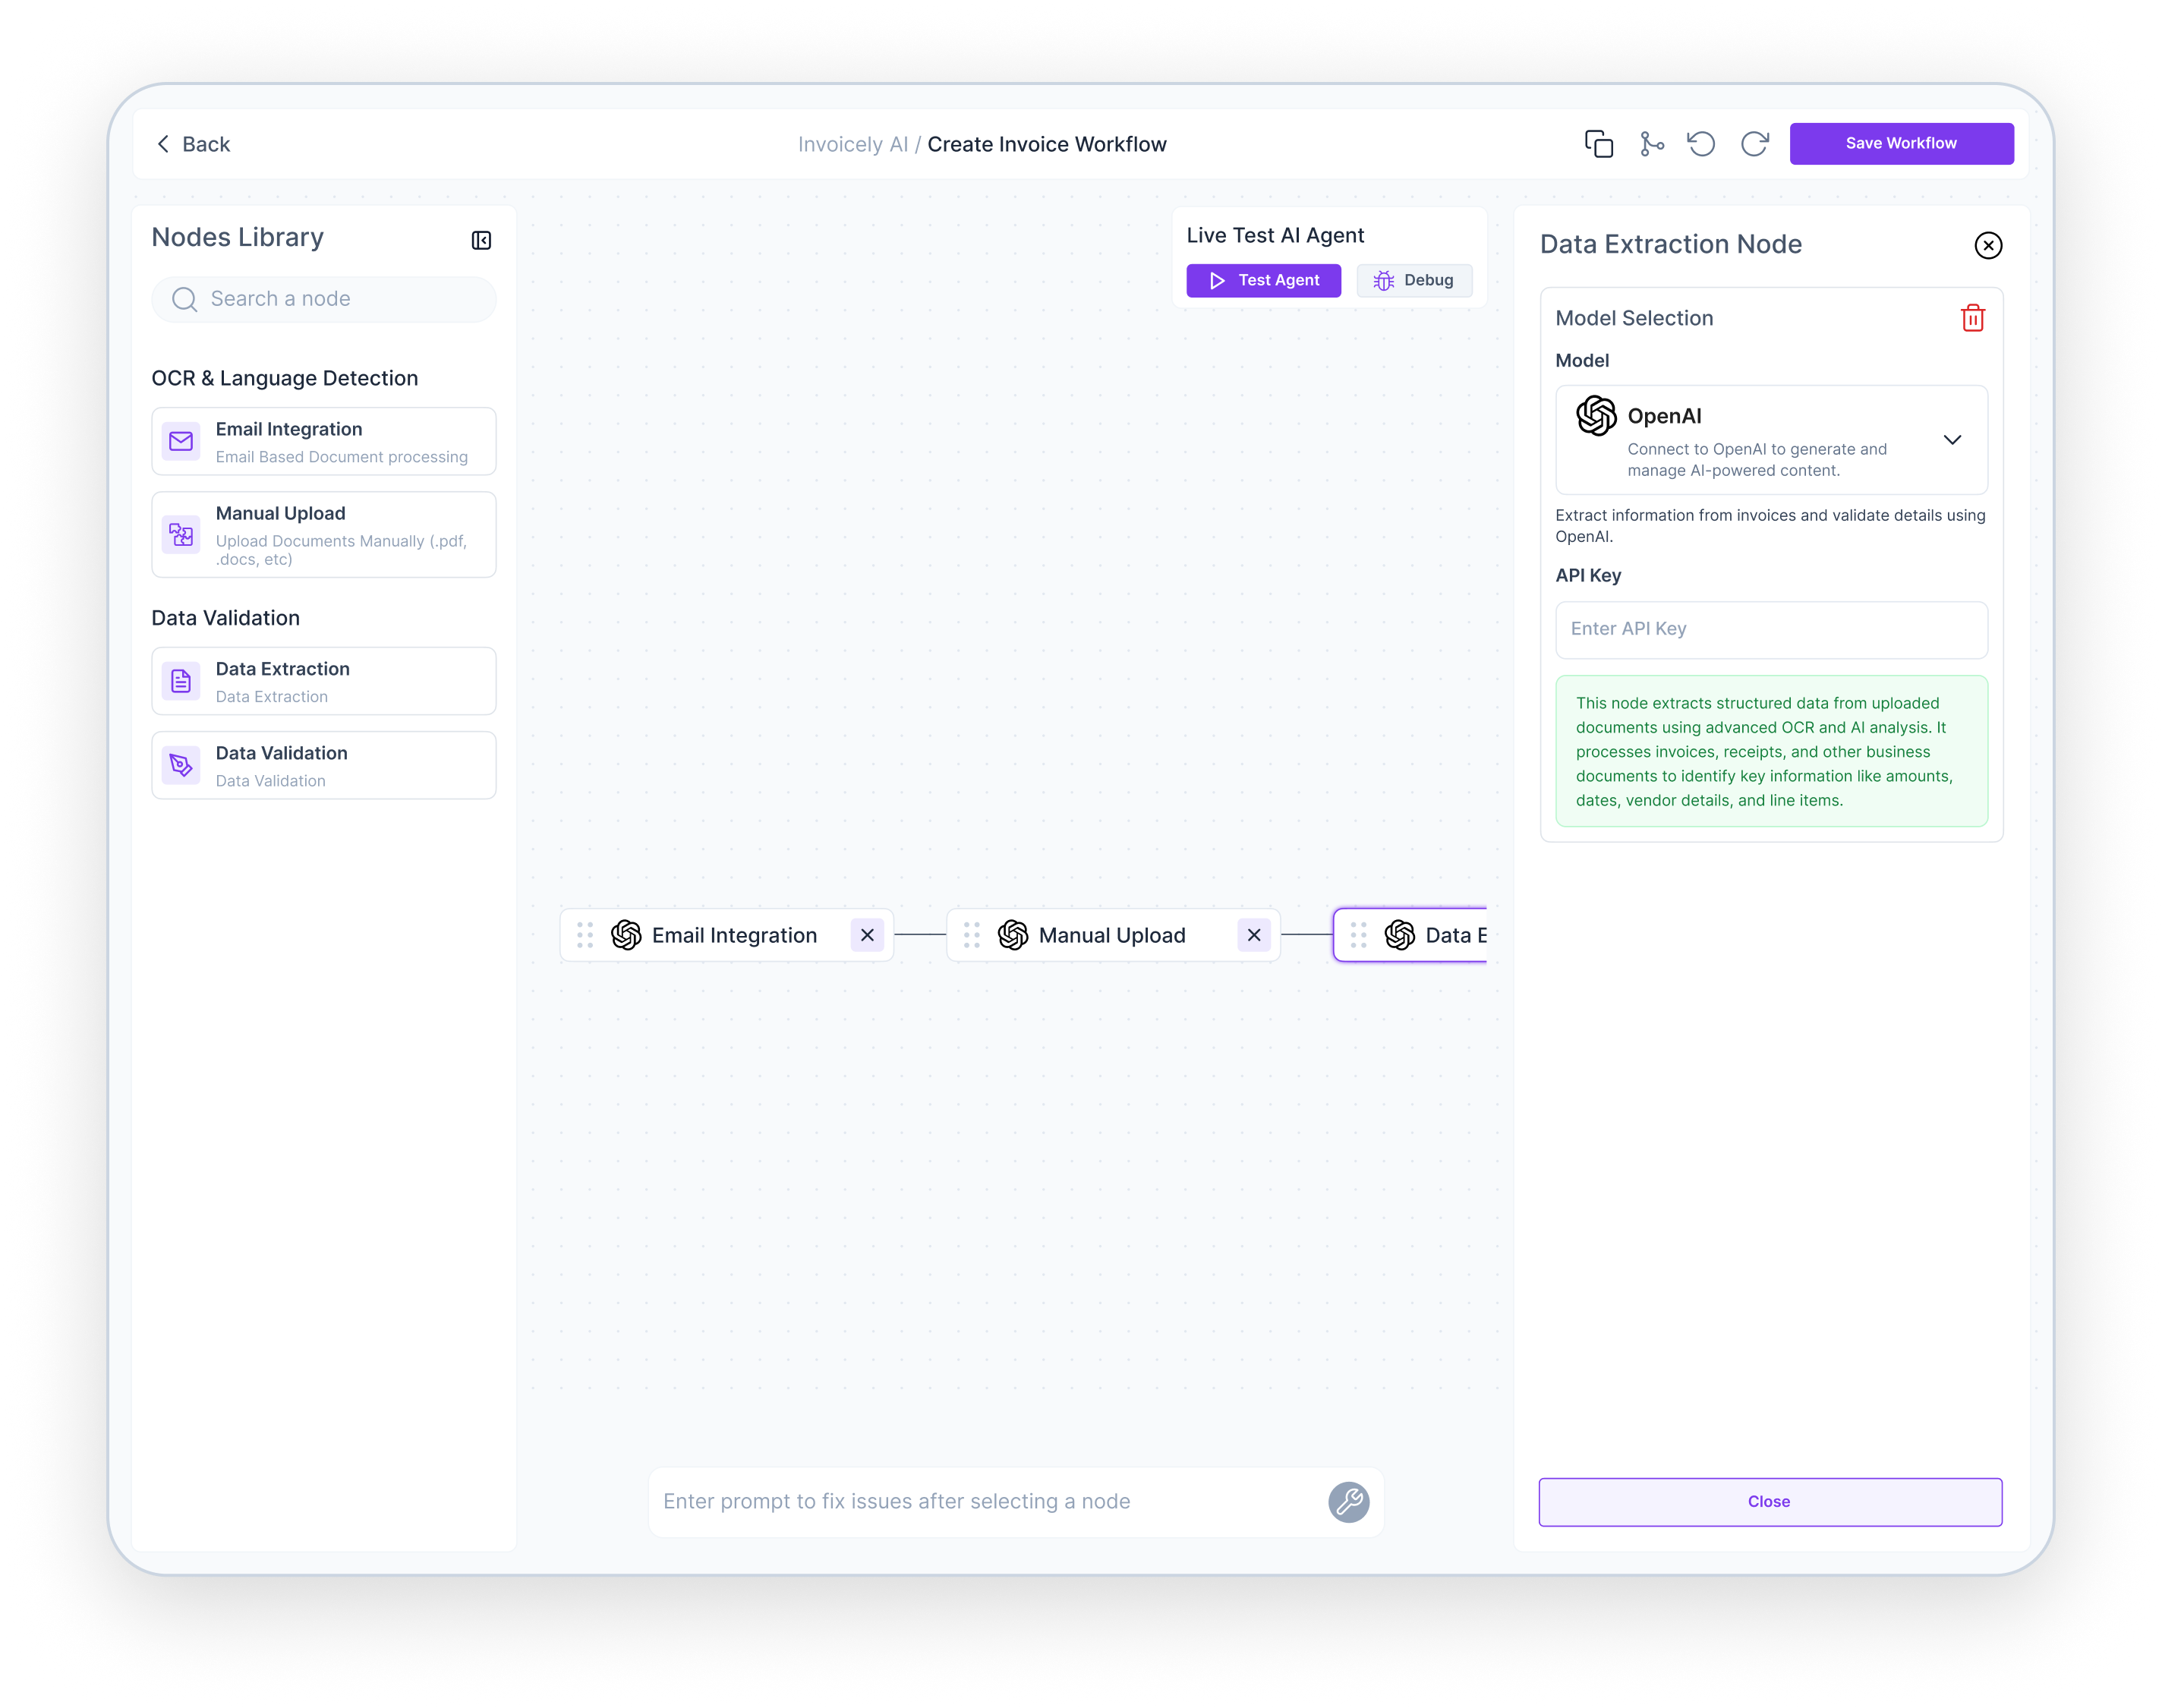 Back
Invoicely AI / Create Invoice Workflow
Save Workflow
Nodes Library
Search a node
OCR & Language Detection
Email Integration
Email Based Document processing
Manual Upload
Upload Documents Manually (.pdf,
.docs, etc)
Data Validation
Data Extraction
Data Extraction
Data Validation
Data Validation
Live Test AI Agent
Test Agent
Debug
Email Integration
Manual Upload
Data E
Enter prompt to fix issues after selecting a node
Data Extraction Node
Model Selection
Model
OpenAI
Connect to OpenAI to generate and
manage AI-powered content.
Extract information from invoices and validate details using
OpenAI.
API Key
Enter API Key
This node extracts structured data from uploaded
documents using advanced OCR and AI analysis. It
processes invoices, receipts, and other business
documents to identify key information like amounts,
dates, vendor details, and line items.
Close